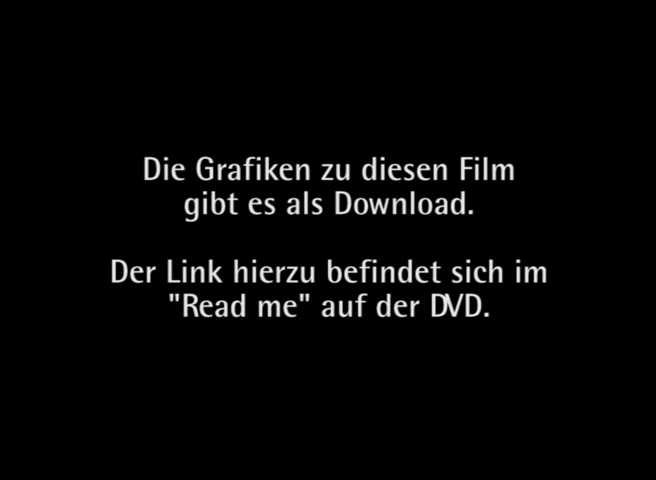 Die Grafiken zu diesen Film
gibt es als Download.
Der Link hierzu befindet sich im
"Read me" auf der DVD.